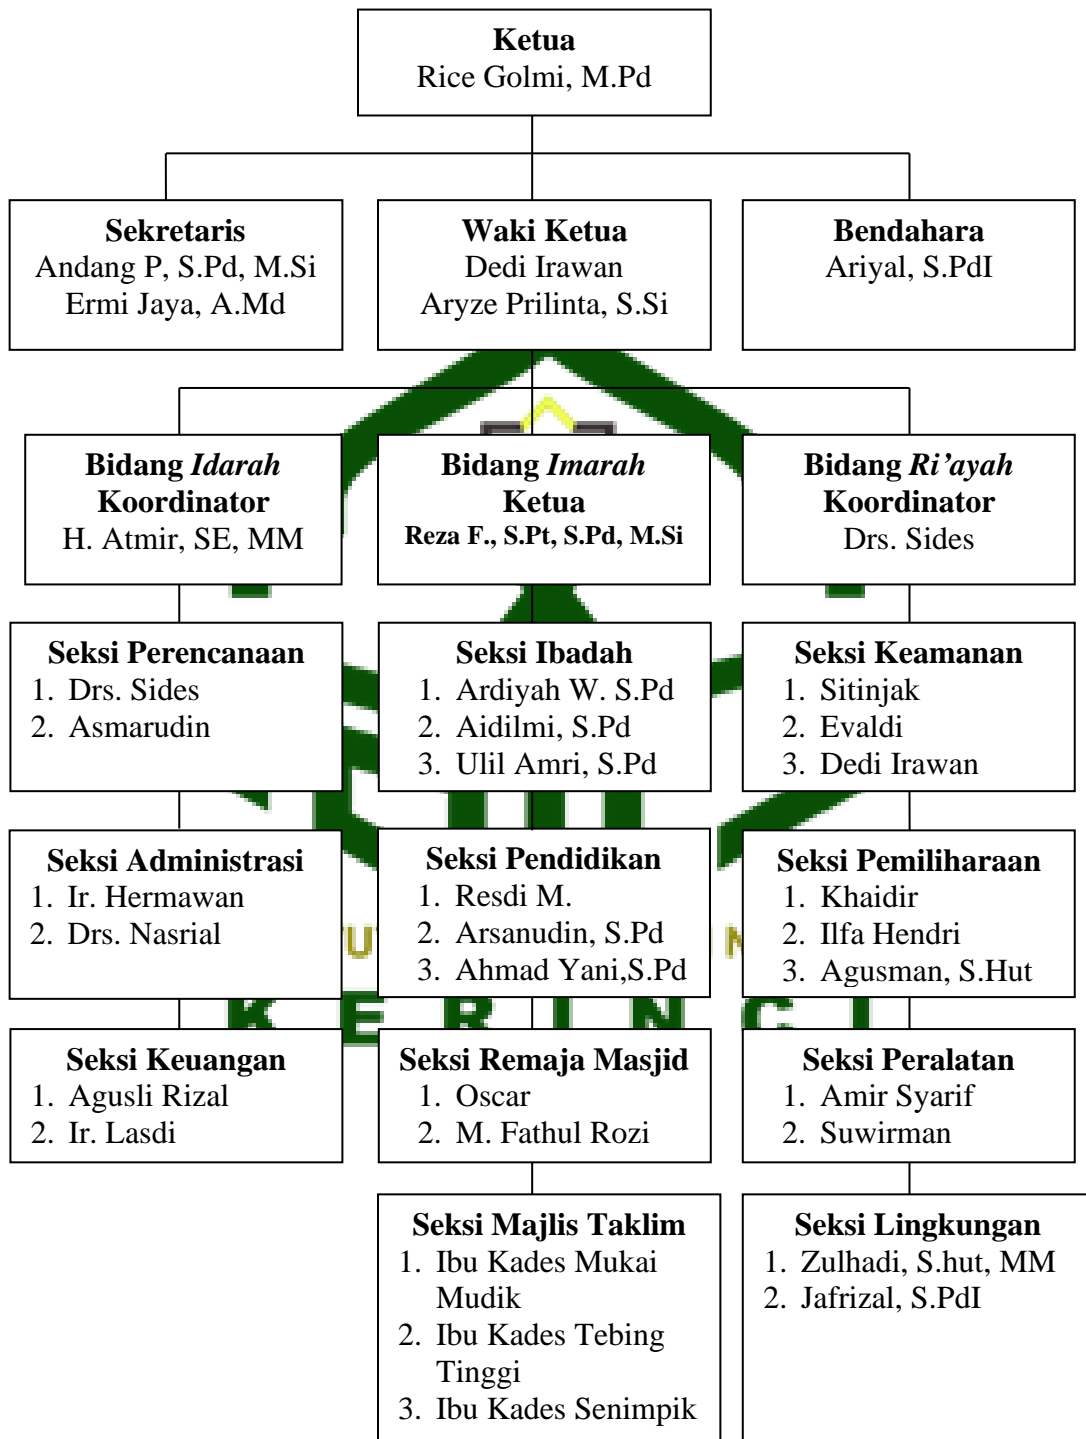 Ketua
Rice Golmi, M.Pd
Sekretaris
Andang P, S.Pd, M.Si
Ermi Jaya, A.Md
Waki Ketua
Dedi Irawan
Aryze Prilinta, S.Si
Bendahara
Ariyal, S.PdI
Bidang Idarah
Koordinator
H. Atmir, SE, MM
Bidang Imarah
Ketua
Reza F., S.Pt, S.Pd, M.Si
Bidang Ri’ayah
Koordinator
Drs. Sides
Seksi Perencanaan
1. Drs. Sides
2. Asmarudin
Seksi Ibadah
1. Ardiyah W. S.Pd
2. Aidilmi, S.Pd
3. Ulil Amri, S.Pd
Seksi Keamanan
1. Sitinjak
2. Evaldi
3. Dedi Irawan
Seksi Administrasi
1. Ir. Hermawan
2. Drs. Nasrial
Seksi Pendidikan
1. Resdi M.
2. Arsanudin, S.Pd
3. Ahmad Yani,S.Pd
Seksi Pemiliharaan
1. Khaidir
2. Ilfa Hendri
3. Agusman, S.Hut
KERINCI
Seksi Keuangan
1. Agusli Rizal
2. Ir. Lasdi
Seksi Remaja Masjid
1. Oscar
2. M. Fathul Rozi
Seksi Peralatan
1. Amir Syarif
2. Suwirman
Seksi Majlis Taklim
1. Ibu Kades Mukai
Mudik
2. Ibu Kades Tebing
Tinggi
3. Ibu Kades Senimpik
Seksi Lingkungan
1. Zulhadi, S.hut, MM
2. Jafrizal, S.PdI